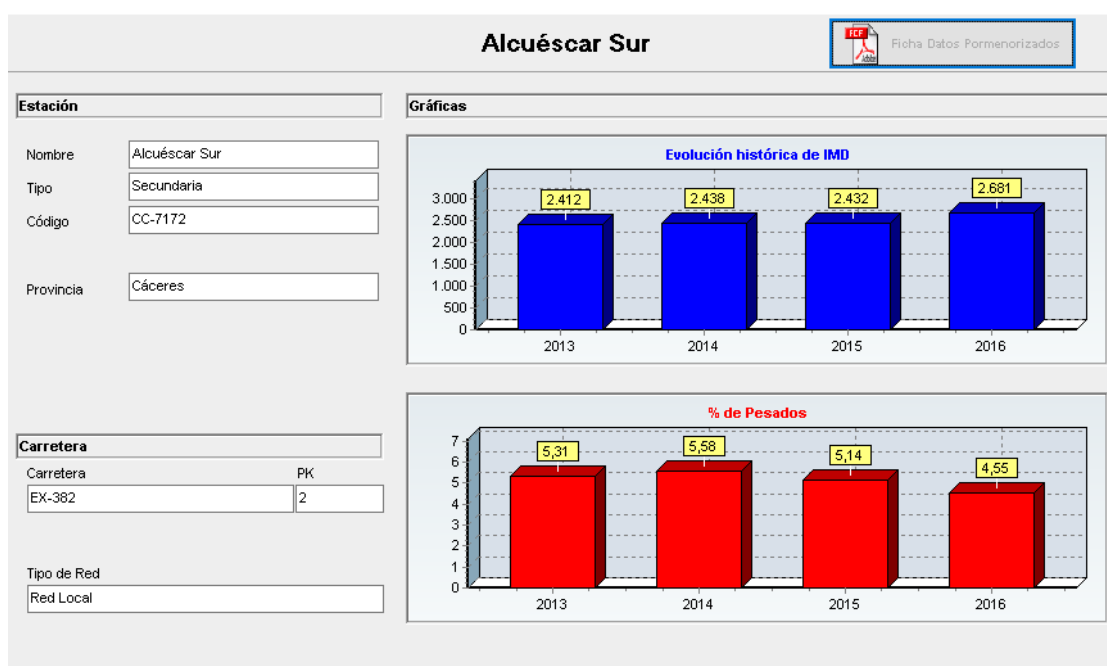 Alcuéscar Sur
Ficha Datos Pormenorizados
Estación
Nombre
Alcuéscar Sur
Tipo
Secundaria
Código
CC-7172
Provincia
Cáceres
Carretera
Carretera
PK
EX-382
2
Tipo de Red
Red Local
Gráficas
Evolución histórica de IMD
3.000
2.500
2.000
1.500
1.000
500
0
2.412
2.438
2.432
2.681
2013
2014
2015
2016
% de Pesados
7
6
5
4
3
2
1
0
5,31
5,58
5,14
4,55
2013
2014
2015
2016